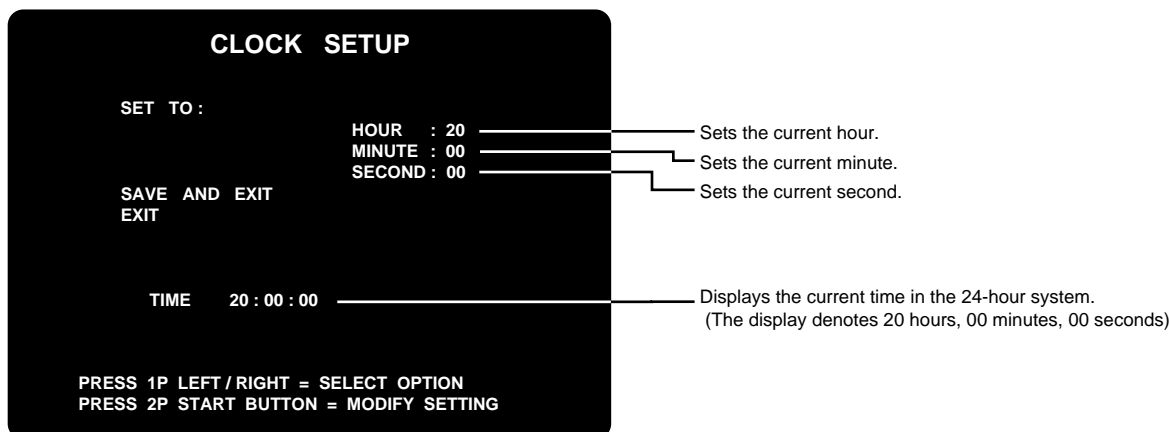 CLOCK SETUP
SET TO :
HOUR : 20
Sets the current hour.
MINUTE : 00
Sets the current minute.
SECOND : 00
Sets the current second.
SAVE AND EXIT
EXIT
TIME 20 : 00 : 00
Displays the current time in the 24-hour system.
(The display denotes 20 hours, 00 minutes, 00 seconds)
PRESS 1P LEFT / RIGHT = SELECT OPTION
PRESS 2P START BUTTON = MODIFY SETTING